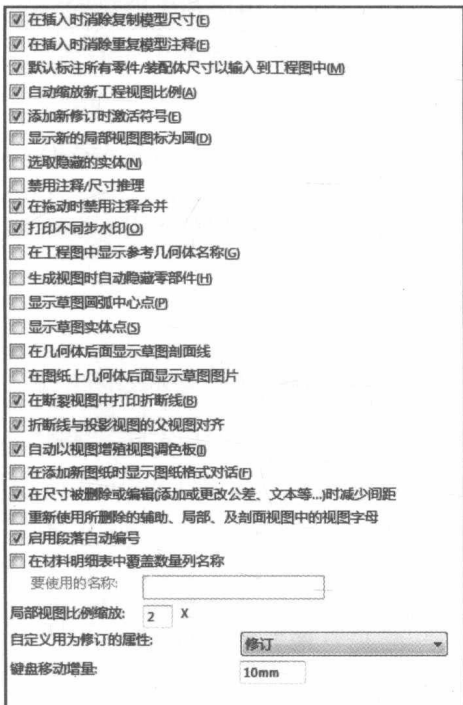 在插入时消除复制模型尺寸(E)
在插入时消除重复模型注释(E)
默认标注所有零件/装配体尺寸以输入到工程图中(M)
自动缩放新工程视图比例(A)
添加新修订时激活符号(E)
显示新的局部视图图标为圆(D)
选取隐藏的实体(N)
禁用注释/尺寸推理
在拖动时禁用注释合并
打印不同步水印(O)
在工程图中显示参考几何体名称(G)
生成视图时自动隐藏零部件(H)
显示草图圆弧中心点(P)
显示草图实体点(S)
在几何体后面显示草图剖面线
在图纸上几何体后面显示草图图片
在断裂视图中打印折断线(B)
折断线与投影视图的父视图对齐
自动以视图增殖视图调色板(I)
在添加新图纸时显示图纸格式对话(F)
在尺寸被删除或编辑(添加或更改公差、文本等...)时减少间距
重新使用所删除的辅助、局部、及剖面视图中的视图字母
启用段落自动编号
在材料明细表中覆盖数量列名称
要使用的名称:
局部视图比例缩放: 2 X
自定义用为修订的属性: 修订
键盘移动增量: 10mm